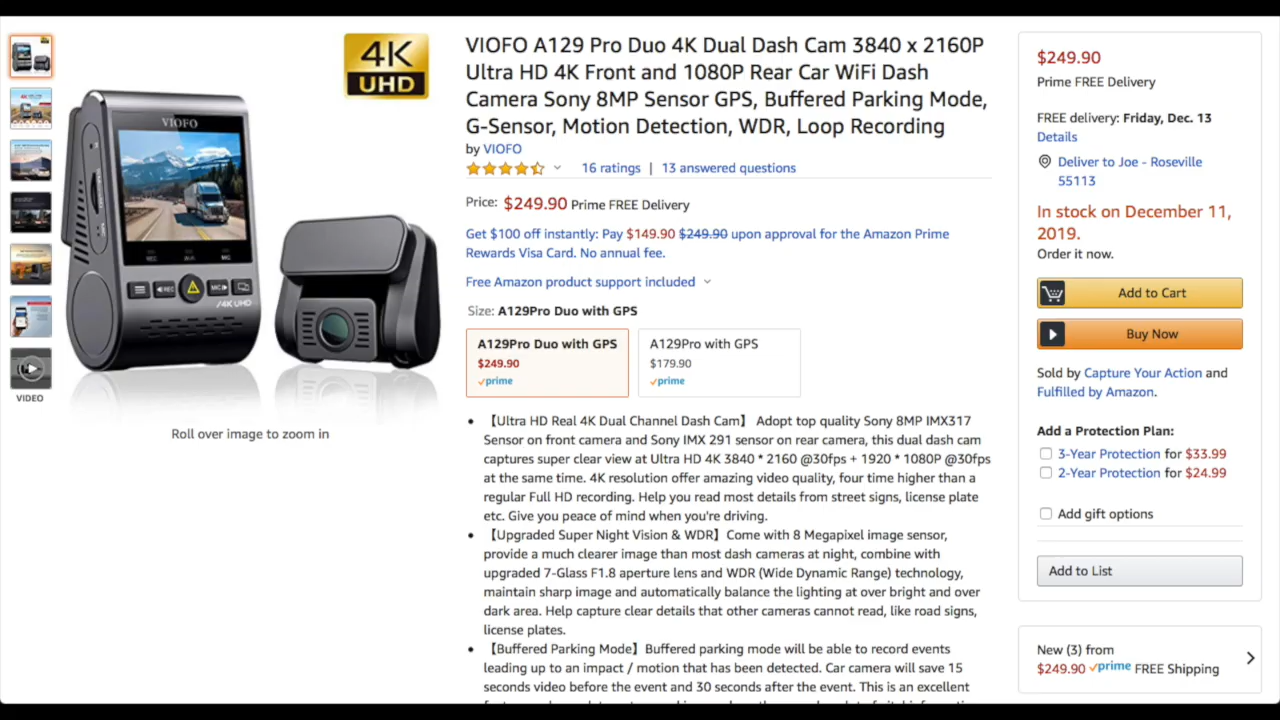 4K
UHD
VIOFO
REC
Wi-Fi
MIC
REC
MIC
/4K UHD
VIDEO
Roll over image to zoom in
VIOFO A129 Pro Duo 4K Dual Dash Cam 3840 x 2160P
Ultra HD 4K Front and 1080P Rear Car WiFi Dash
Camera Sony 8MP Sensor GPS, Buffered Parking Mode,
G-Sensor, Motion Detection, WDR, Loop Recording
by VIOFO
16 ratings | 13 answered questions
Price: $249.90 Prime FREE Delivery
Get $100 off instantly: Pay $149.90 $249.90 upon approval for the Amazon Prime
Rewards Visa Card. No annual fee.
Free Amazon product support included
Size: A129Pro Duo with GPS
A129Pro Duo with GPS
$249.90
prime
A129Pro with GPS
$179.90
prime
• 【Ultra HD Real 4K Dual Channel Dash Cam】 Adopt top quality Sony 8MP IMX317
Sensor on front camera and Sony IMX 291 sensor on rear camera, this dual dash cam
captures super clear view at Ultra HD 4K 3840 * 2160 @30fps + 1920 * 1080P @30fps
at the same time. 4K resolution offer amazing video quality, four time higher than a
regular Full HD recording. Help you read most details from street signs, license plate
etc. Give you peace of mind when you're driving.
• 【Upgraded Super Night Vision & WDR】Come with 8 Megapixel image sensor,
provide a much clearer image than most dash cameras at night, combine with
upgraded 7-Glass F1.8 aperture lens and WDR (Wide Dynamic Range) technology,
maintain sharp image and automatically balance the lighting at over bright and over
dark area. Help capture clear details that other cameras cannot read, like road signs,
license plates.
• 【Buffered Parking Mode】Buffered parking mode will be able to record events
leading up to an impact / motion that has been detected. Car camera will save 15
seconds video before the event and 30 seconds after the event. This is an excellent
$249.90
Prime FREE Delivery
FREE delivery: Friday, Dec. 13
Details
Deliver to Joe - Roseville
55113
In stock on December 11,
2019.
Order it now.
Add to Cart
Buy Now
Sold by Capture Your Action and
Fulfilled by Amazon.
Add a Protection Plan:
3-Year Protection for $33.99
2-Year Protection for $24.99
Add gift options
Add to List
New (3) from
$249.90 prime FREE Shipping